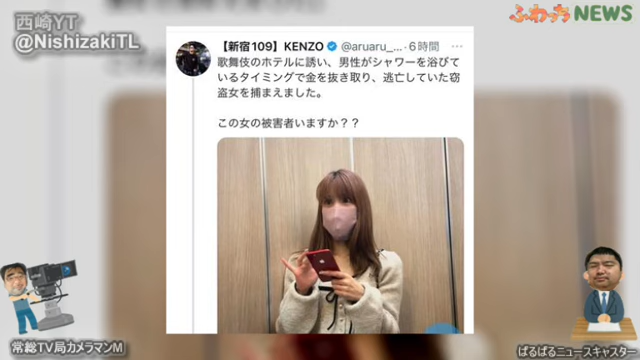 西崎YT
@NishizakiTL
ふわっちNEWS
【新宿109】KENZO @aruaru_... ·6時間 ...
歌舞伎のホテルに誘い、男性がシャワーを浴びて
いるタイミングで金を抜き取り、逃亡していた窃
盗女を捕まえました。
この女の被害者いますか？？
常総TV局カメラマンM
ぱるぱるニュースキャスター